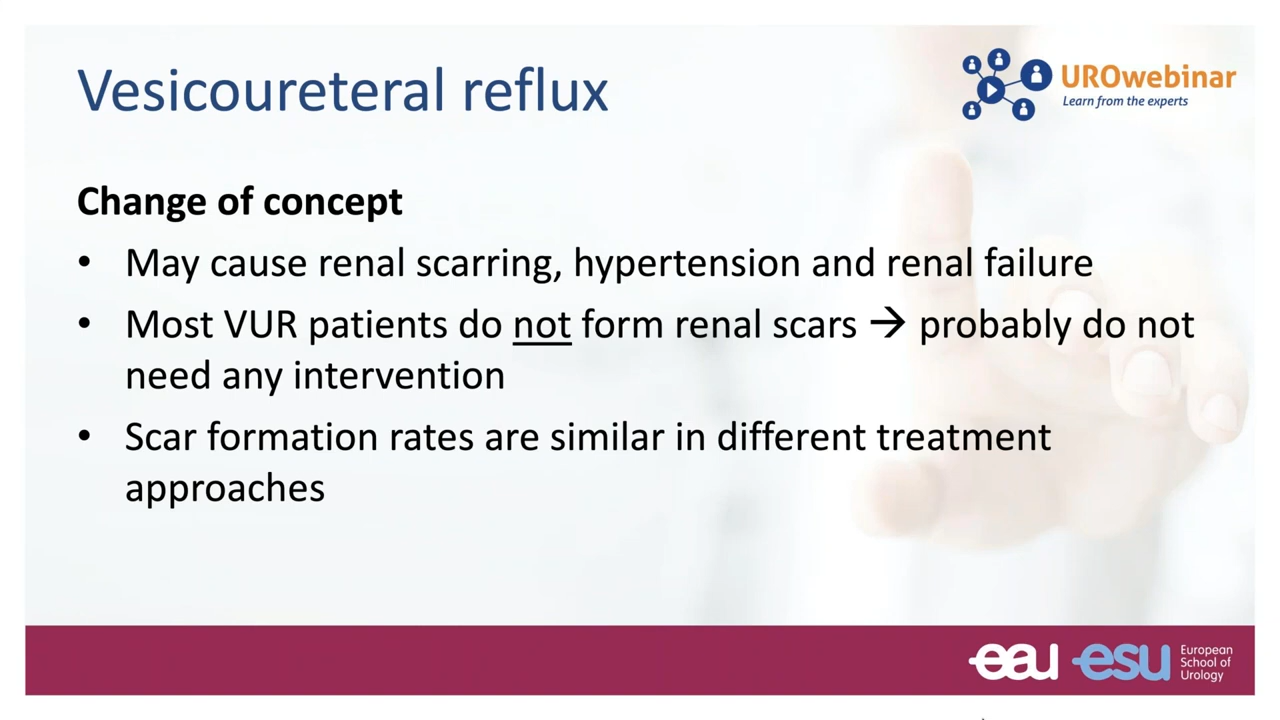 Vesicoureteral reflux
UROwebinar
Learn from the experts
Change of concept
• May cause renal scarring, hypertension and renal failure
• Most VUR patients do not form renal scars → probably do not
need any intervention
• Scar formation rates are similar in different treatment
approaches
eau esu European
School of
Urology